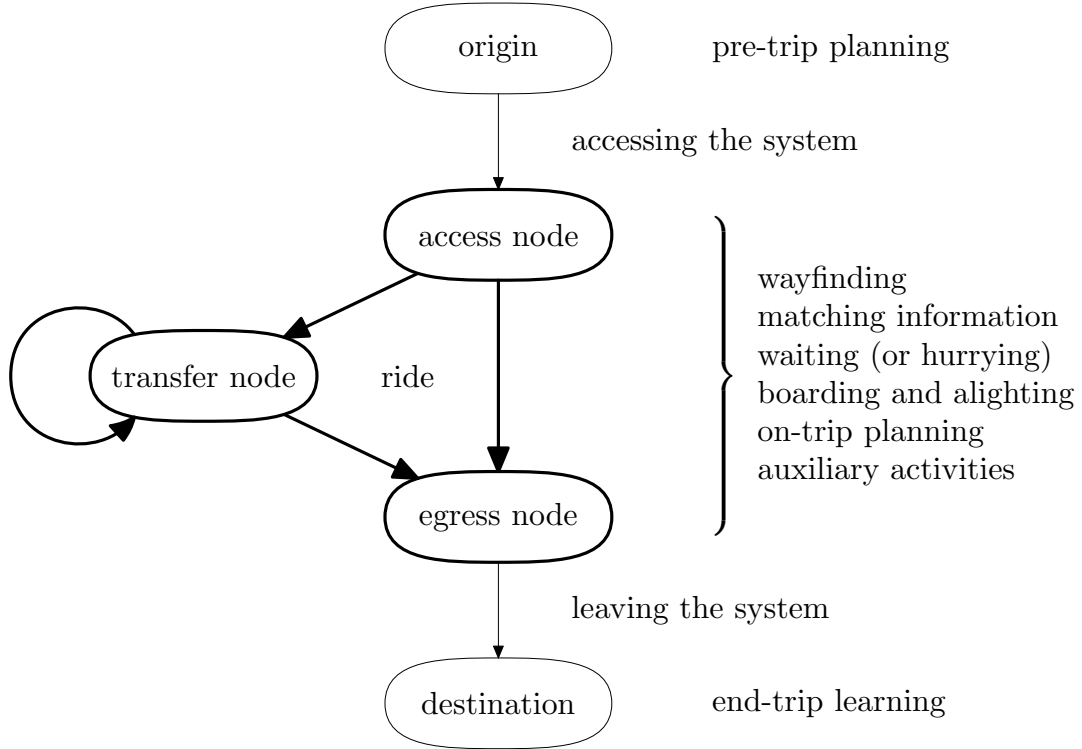 origin
pre-trip planning
accessing the system
access node
wayfinding
matching information
waiting (or hurrying)
boarding and alighting
on-trip planning
auxiliary activities
transfer node
ride
egress node
leaving the system
destination
end-trip learning